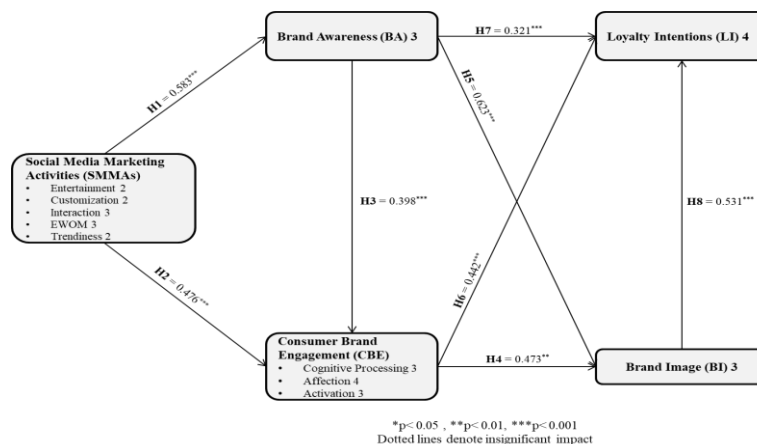 Brand Awareness (BA) 3
H7 = 0.321***
Loyalty Intentions (LI) 4
H1 = 0.583***
H5 = 0.623***
Social Media Marketing
Activities (SMMAs)
• Entertainment 2
• Customization 2
• Interaction 3
• EWOM 3
• Trendiness 2
H3 = 0.398***
H8 = 0.531***
H2 = 0.476***
H6 = 0.442***
Consumer Brand
Engagement (CBE)
• Cognitive Processing 3
• Affection 4
• Activation 3
H4 = 0.473**
Brand Image (BI) 3
*p< 0.05 , **p< 0.01, ***p< 0.001
Dotted lines denote insignificant impact